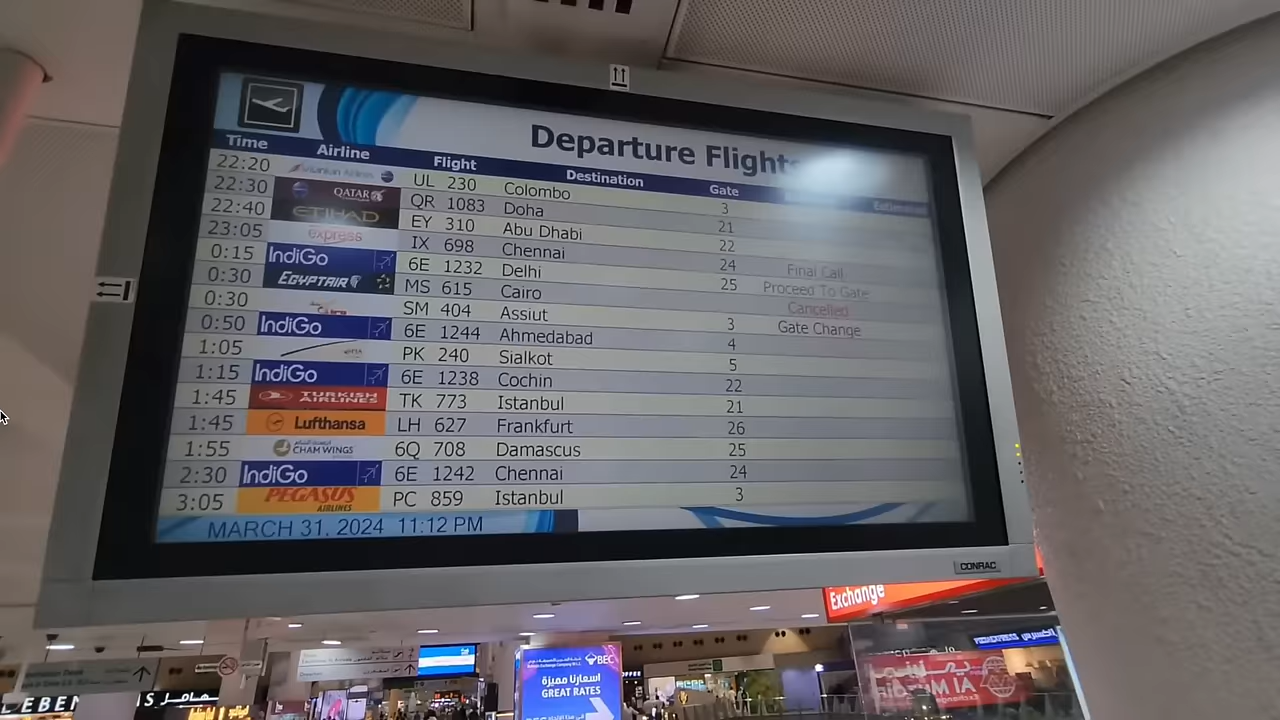 Departure Flights
Time Airline Flight Destination Gate
22:20 SriLankan Airlines UL 230 Colombo 3
22:30 QATAR QR 1083 Doha 21
22:40 ETIHAD EY 310 Abu Dhabi 22
23:05 express IX 698 Chennai 24 Final Call
0:15 IndiGo 6E 1232 Delhi 25 Proceed To Gate
0:30 EGYPTAIR MS 615 Cairo Cancelled
0:30 SM 404 Assiut 3 Gate Change
0:50 IndiGo 6E 1244 Ahmedabad 4
1:05 PK 240 Sialkot 5
1:15 IndiGo 6E 1238 Cochin 22
1:45 TURKISH AIRLINES TK 773 Istanbul 21
1:45 Lufthansa LH 627 Frankfurt 26
1:55 CHAM WINGS 6Q 708 Damascus 25
2:30 IndiGo 6E 1242 Chennai 24
3:05 PEGASUS AIRLINES PC 859 Istanbul 3
MARCH 31, 2024 11:12 PM
CONRAC
Exchange
BEC
اسعارنا مميزة
GREAT RATES